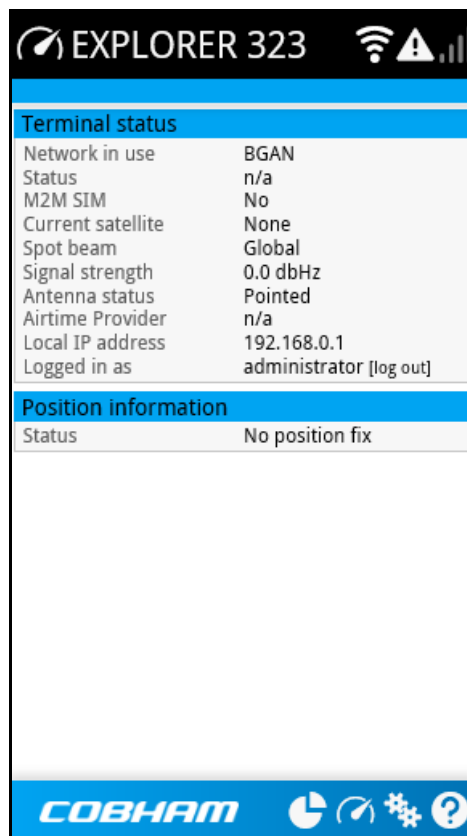 EXPLORER 323
Terminal status
Network in use BGAN
Status n/a
M2M SIM No
Current satellite None
Spot beam Global
Signal strength 0.0 dbHz
Antenna status Pointed
Airtime Provider n/a
Local IP address 192.168.0.1
Logged in as administrator [log out]
Position information
Status No position fix
COBHAM